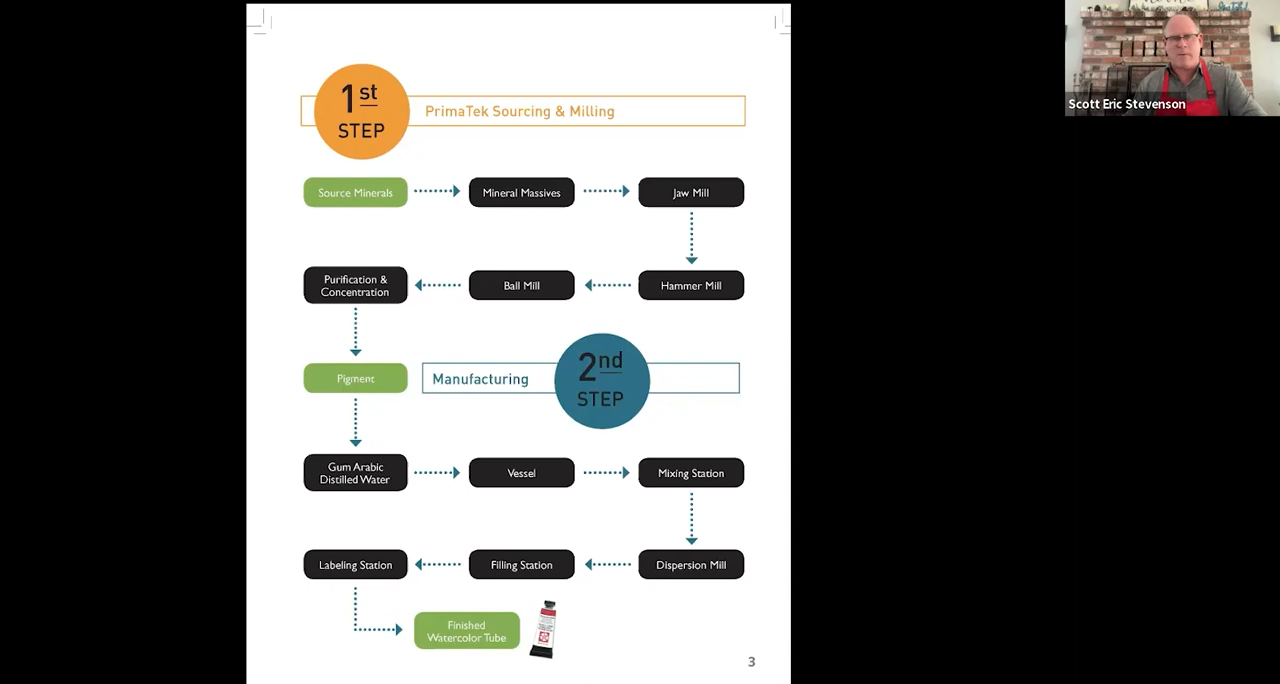 Scott Eric Stevenson
1st
STEP
PrimaTek Sourcing & Milling
Source Minerals
Mineral Massives
Jaw Mill
Hammer Mill
Ball Mill
Purification &
Concentration
Pigment
Manufacturing
2nd
STEP
Gum Arabic
Distilled Water
Vessel
Mixing Station
Dispersion Mill
Filling Station
Labeling Station
Finished
Watercolor Tube
3